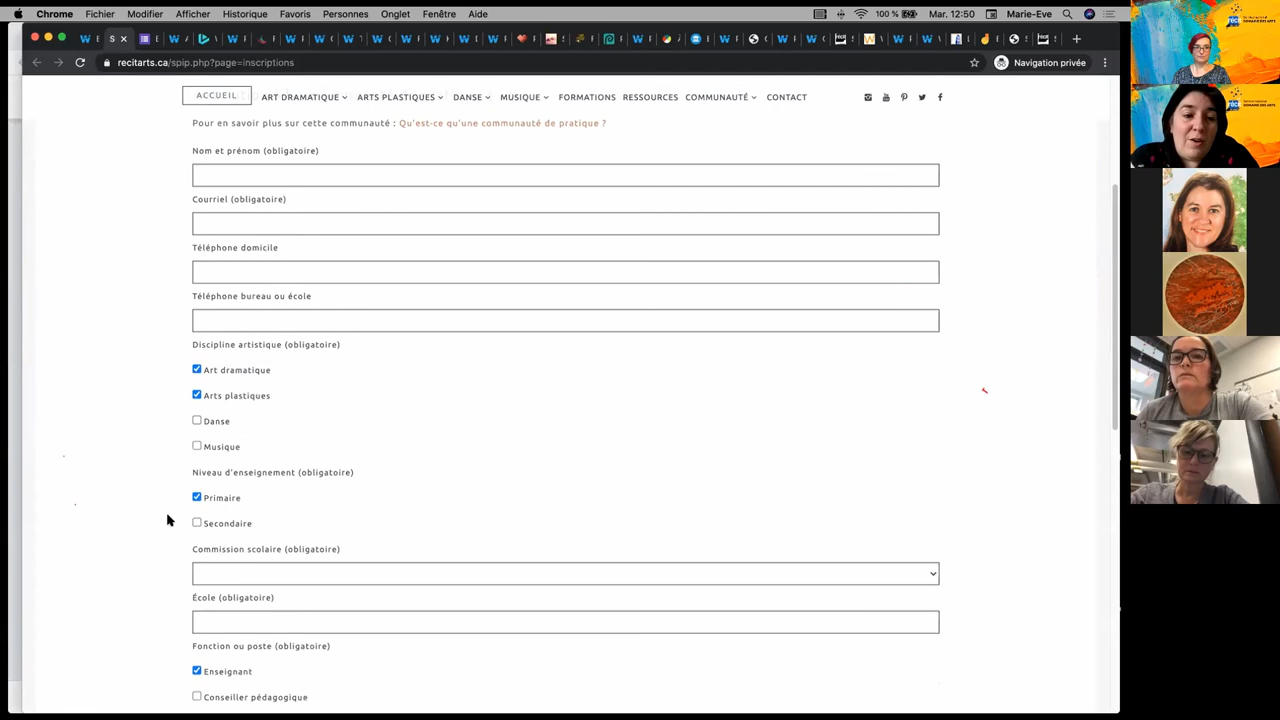 Chrome Fichier Modifier Afficher Historique Favoris Personnes Onglet Fenêtre Aide 100 % Mar. 12:50 Marie-Eve
recitarts.ca/spip.php?page=inscriptions Navigation privée
ACCUEIL ART DRAMATIQUE ARTS PLASTIQUES DANSE MUSIQUE FORMATIONS RESSOURCES COMMUNAUTÉ CONTACT
Pour en savoir plus sur cette communauté : Qu'est-ce qu'une communauté de pratique ?
Nom et prénom (obligatoire)
Courriel (obligatoire)
Téléphone domicile
Téléphone bureau ou école
Discipline artistique (obligatoire)
Art dramatique
Arts plastiques
Danse
Musique
Niveau d'enseignement (obligatoire)
Primaire
Secondaire
Commission scolaire (obligatoire)
École (obligatoire)
Fonction ou poste (obligatoire)
Enseignant
Conseiller pédagogique